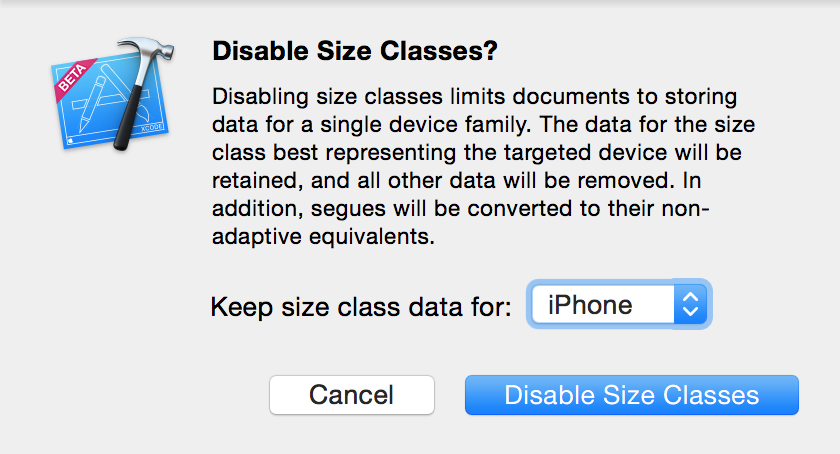 Disable Size Classes?
Disabling size classes limits documents to storing
data for a single device family. The data for the size
class best representing the targeted device will be
retained, and all other data will be removed. In
addition, segues will be converted to their non-
adaptive equivalents.
BETA
XCODE
Keep size class data for: iPhone
Cancel Disable Size Classes